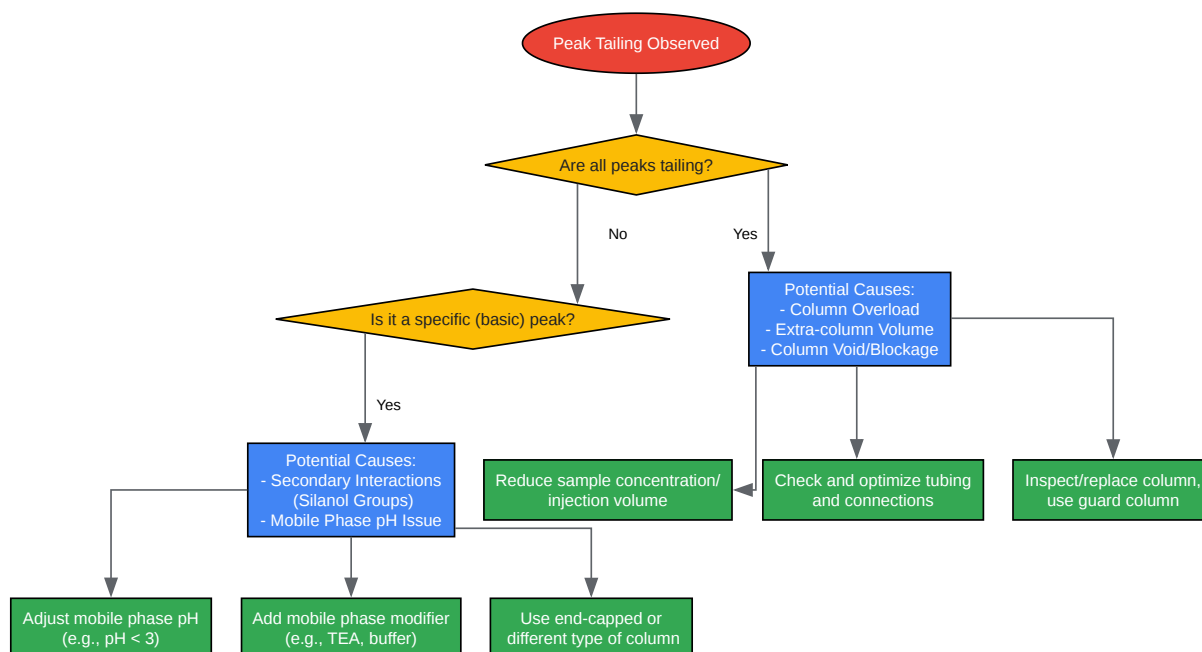 Peak Tailing Observed
Are all peaks tailing?
No
Yes
Potential Causes:
- Column Overload
- Extra-column Volume
- Column Void/Blockage
Is it a specific (basic) peak?
Yes
Potential Causes:
- Secondary Interactions
(Silanol Groups)
- Mobile Phase pH Issue
Reduce sample concentration/
injection volume
Check and optimize tubing
and connections
Inspect/replace column,
use guard column
Adjust mobile phase pH
(e.g., pH < 3)
Add mobile phase modifier
(e.g., TEA, buffer)
Use end-capped or
different type of column